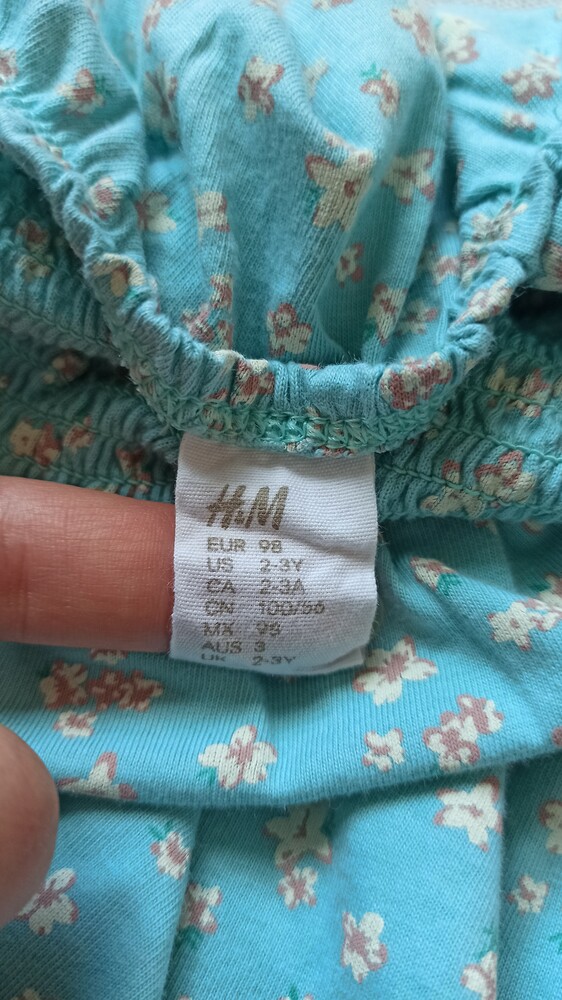 H&M
EUR 98
US 2-3Y
CA 2-3A
CN 100/56
MX 98
AUS 3
UK 2-3Y